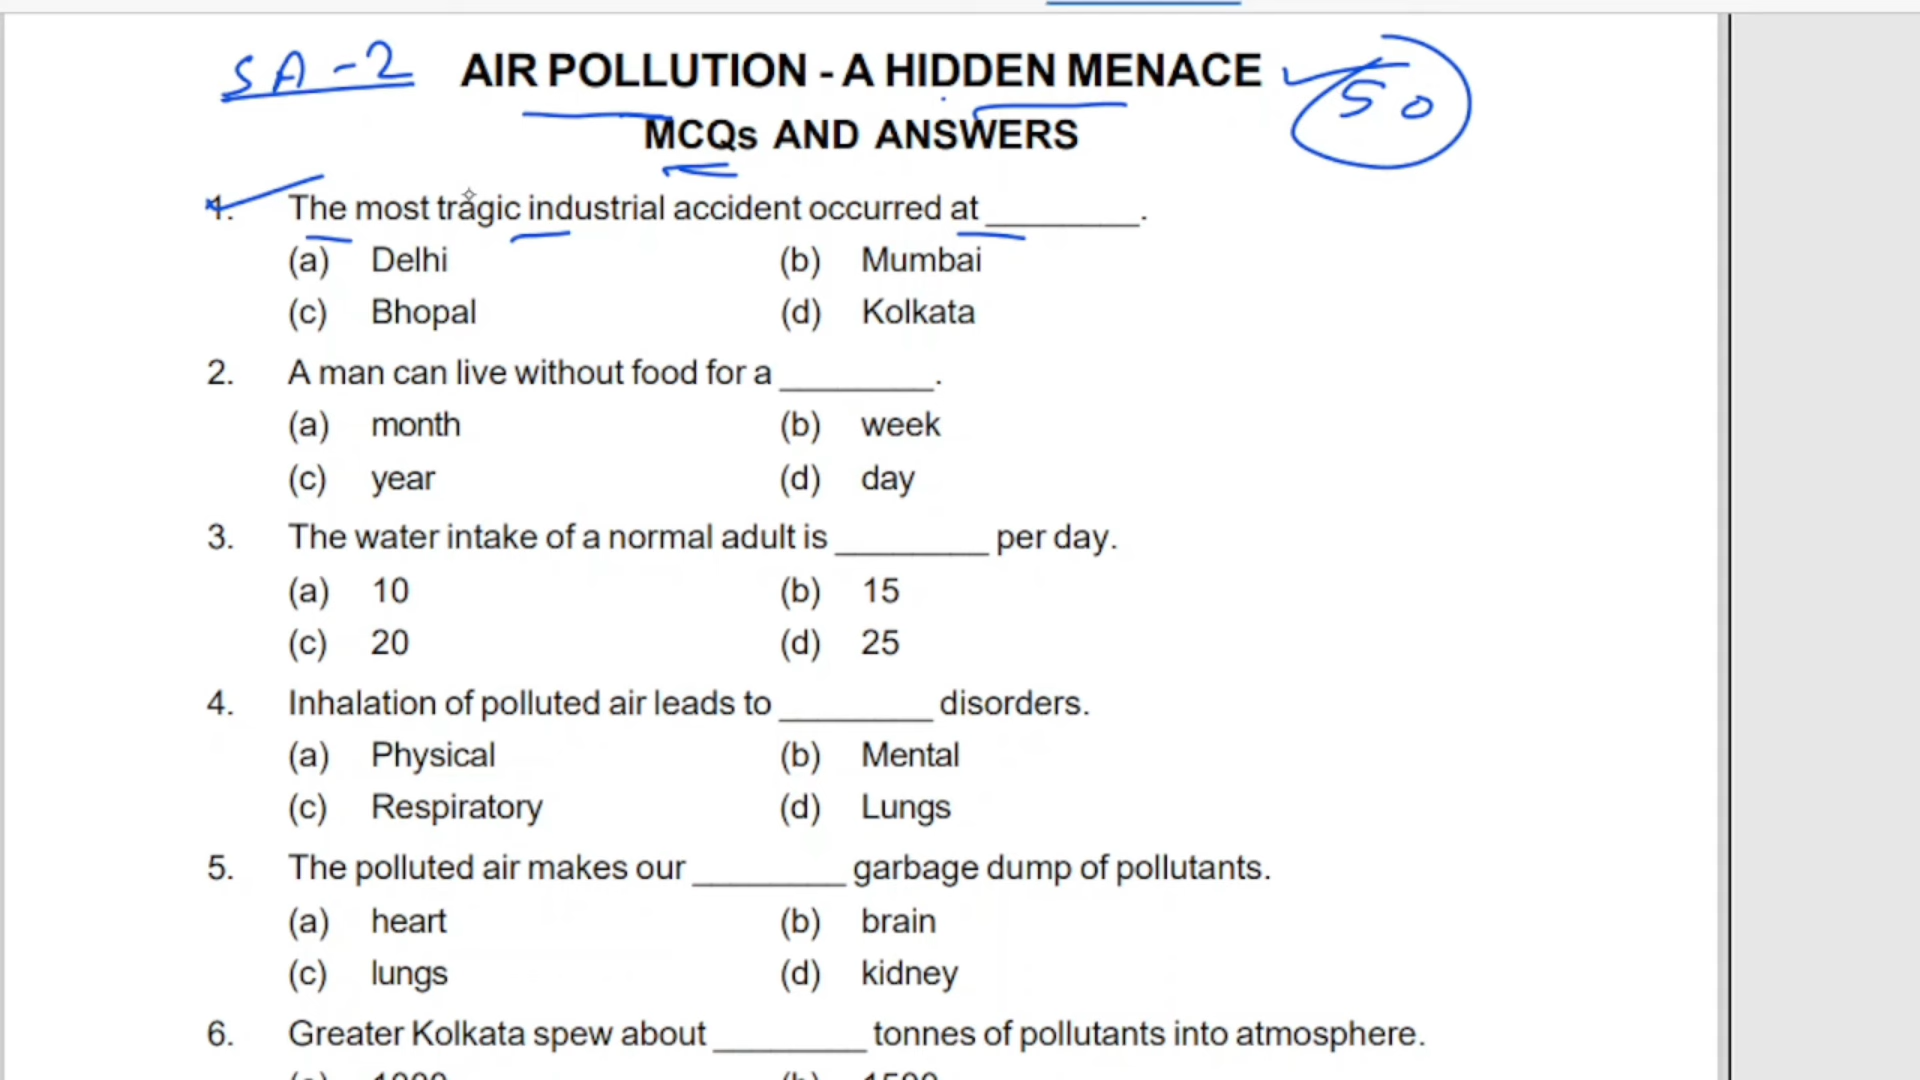 SA-2 AIR POLLUTION - A HIDDEN MENACE 50
MCQs AND ANSWERS
1. The most tragic industrial accident occurred at ________.
(a) Delhi (b) Mumbai
(c) Bhopal (d) Kolkata
2. A man can live without food for a ________.
(a) month (b) week
(c) year (d) day
3. The water intake of a normal adult is ________ per day.
(a) 10 (b) 15
(c) 20 (d) 25
4. Inhalation of polluted air leads to ________ disorders.
(a) Physical (b) Mental
(c) Respiratory (d) Lungs
5. The polluted air makes our ________ garbage dump of pollutants.
(a) heart (b) brain
(c) lungs (d) kidney
6. Greater Kolkata spew about ________ tonnes of pollutants into atmosphere.